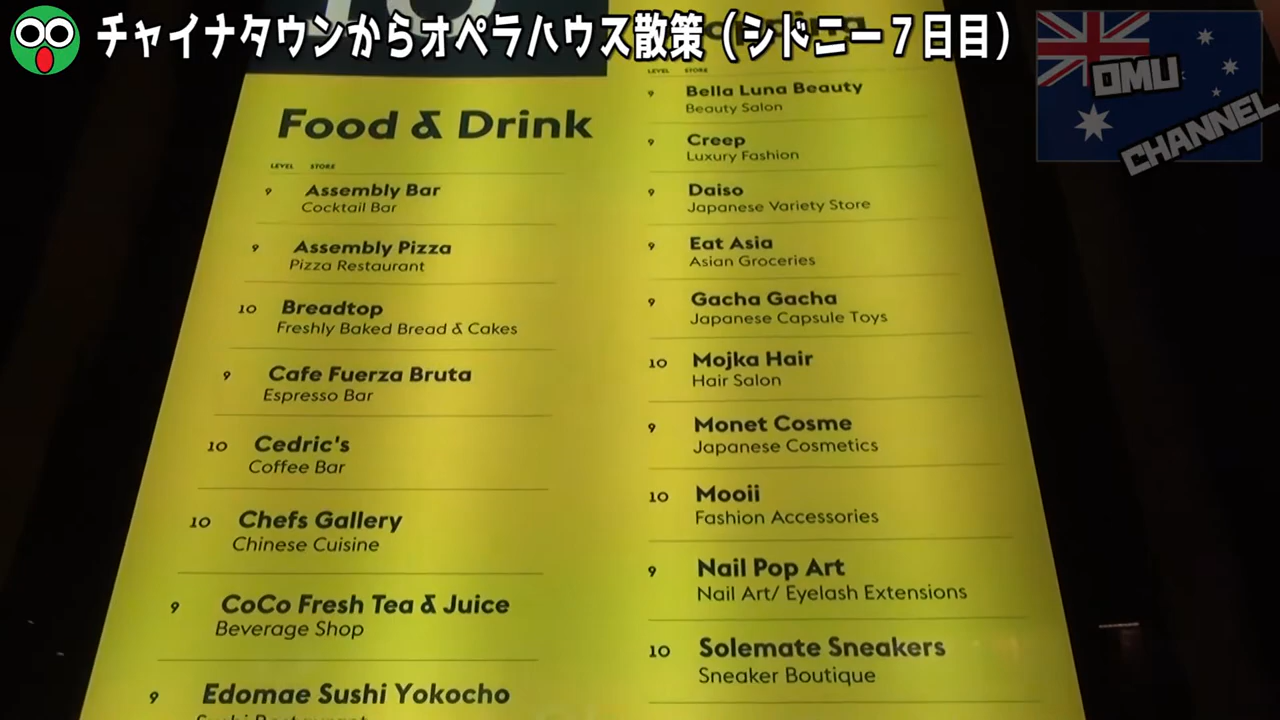 チャイナタウンからオペラハウス散策（シドニー７日目）
OMU
CHANNEL
Food & Drink
LEVEL STORE
9 Assembly Bar
Cocktail Bar
9 Assembly Pizza
Pizza Restaurant
10 Breadtop
Freshly Baked Bread & Cakes
9 Cafe Fuerza Bruta
Espresso Bar
10 Cedric's
Coffee Bar
10 Chefs Gallery
Chinese Cuisine
9 CoCo Fresh Tea & Juice
Beverage Shop
9 Edomae Sushi Yokocho
Sushi Restaurant
LEVEL STORE
9 Bella Luna Beauty
Beauty Salon
9 Creep
Luxury Fashion
9 Daiso
Japanese Variety Store
9 Eat Asia
Asian Groceries
9 Gacha Gacha
Japanese Capsule Toys
10 Mojka Hair
Hair Salon
9 Monet Cosme
Japanese Cosmetics
10 Mooii
Fashion Accessories
9 Nail Pop Art
Nail Art/ Eyelash Extensions
10 Solemate Sneakers
Sneaker Boutique